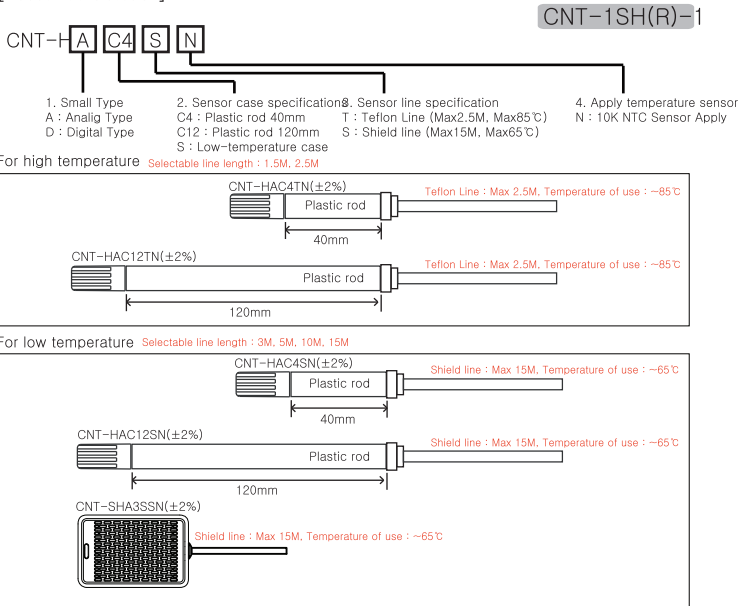 CNT-1SH(R)-1
CNT-H A C4 S N
1. Small Type
A : Analig Type
D : Digital Type
2. Sensor case specifications
C4 : Plastic rod 40mm
C12 : Plastic rod 120mm
S : Low-temperature case
3. Sensor line specification
T : Teflon Line (Max2.5M, Max85℃)
S : Shield line (Max15M, Max65℃)
4. Apply temperature sensor
N : 10K NTC Sensor Apply
For high temperature Selectable line length : 1.5M, 2.5M
CNT-HAC4TN(±2%)
Plastic rod
40mm
Teflon Line : Max 2.5M, Temperature of use : ~85℃
CNT-HAC12TN(±2%)
Plastic rod
120mm
Teflon Line : Max 2.5M, Temperature of use : ~85℃
For low temperature Selectable line length : 3M, 5M, 10M, 15M
CNT-HAC4SN(±2%)
Plastic rod
40mm
Shield line : Max 15M, Temperature of use : ~65℃
CNT-HAC12SN(±2%)
Plastic rod
120mm
Shield line : Max 15M, Temperature of use : ~65℃
CNT-SHA3SSN(±2%)
Shield line : Max 15M, Temperature of use : ~65℃